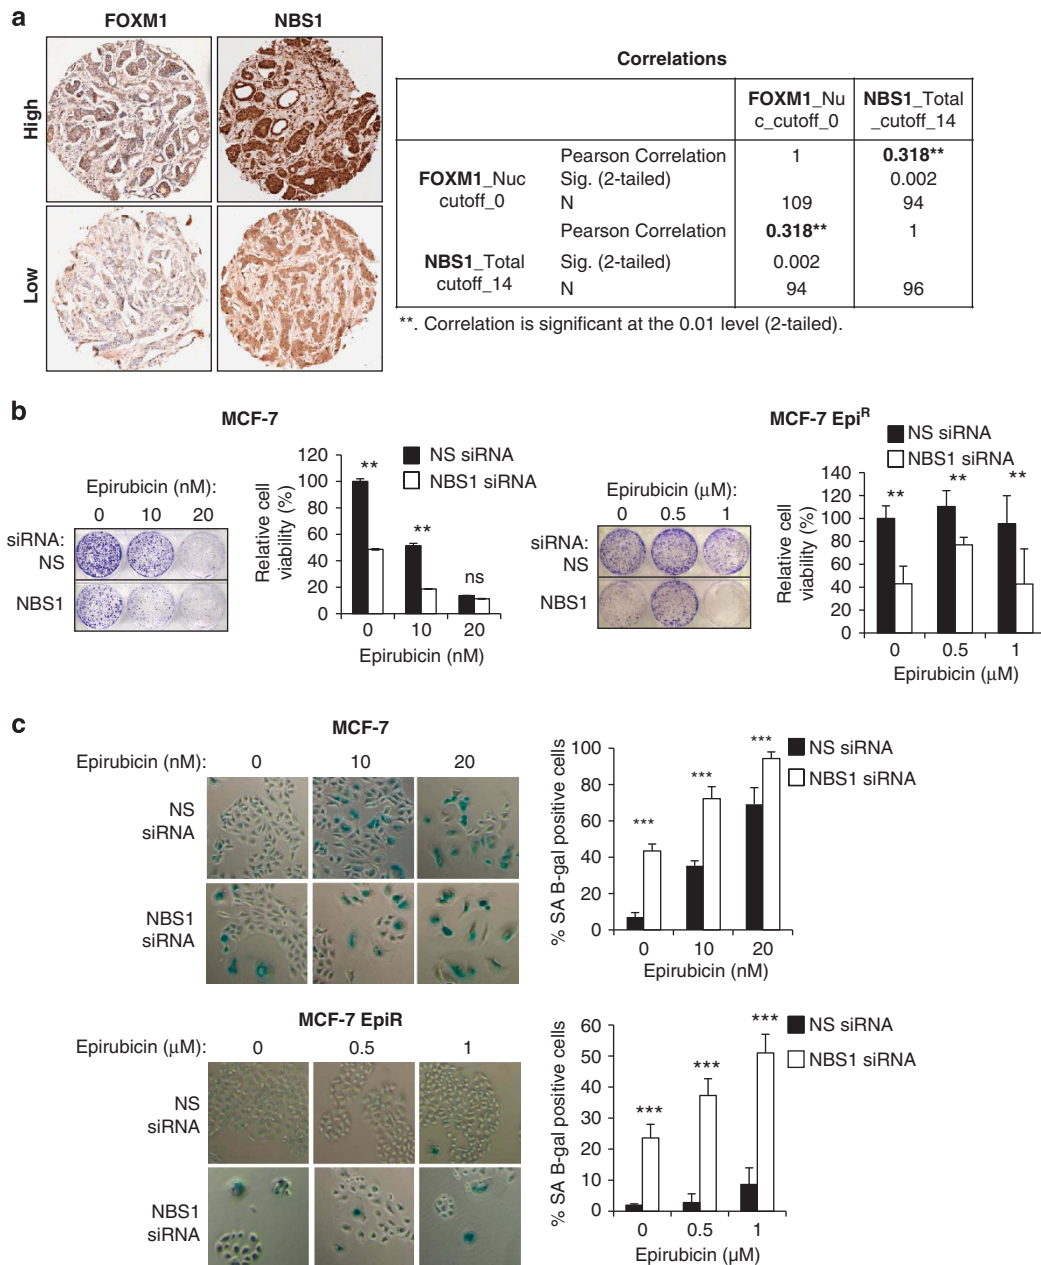 a
FOXM1 NBS1
High
Low
Correlations
FOXM1_Nu
c_cutoff_0
NBS1_Total
_cutoff_14
FOXM1_Nuc
cutoff_0
Pearson Correlation 1 0.318**
Sig. (2-tailed) 0.002
N 109 94
NBS1_Total
cutoff_14
Pearson Correlation 0.318** 1
Sig. (2-tailed) 0.002
N 94 96
**. Correlation is significant at the 0.01 level (2-tailed).
b
MCF-7
Epirubicin (nM):
0 10 20
siRNA:
NS
NBS1
Relative cell
viability (%)
120
100
80
60
40
20
0
** ** ns
NS siRNA
NBS1 siRNA
0 10 20
Epirubicin (nM)
MCF-7 EpiR
Epirubicin (µM):
0 0.5 1
siRNA:
NS
NBS1
NS siRNA
NBS1 siRNA
Relative cell
viability (%)
140
120
100
80
60
40
20
0
** ** **
0 0.5 1
Epirubicin (µM)
c
MCF-7
Epirubicin (nM): 0 10 20
NS
siRNA
NBS1
siRNA
% SA B-gal positive cells
100
80
60
40
20
0
*** *** ***
NS siRNA
NBS1 siRNA
0 10 20
Epirubicin (nM)
MCF-7 EpiR
Epirubicin (µM): 0 0.5 1
NS
siRNA
NBS1
siRNA
% SA B-gal positive cells
60
50
40
30
20
10
0
*** *** ***
NS siRNA
NBS1 siRNA
0 0.5 1
Epirubicin (µM)